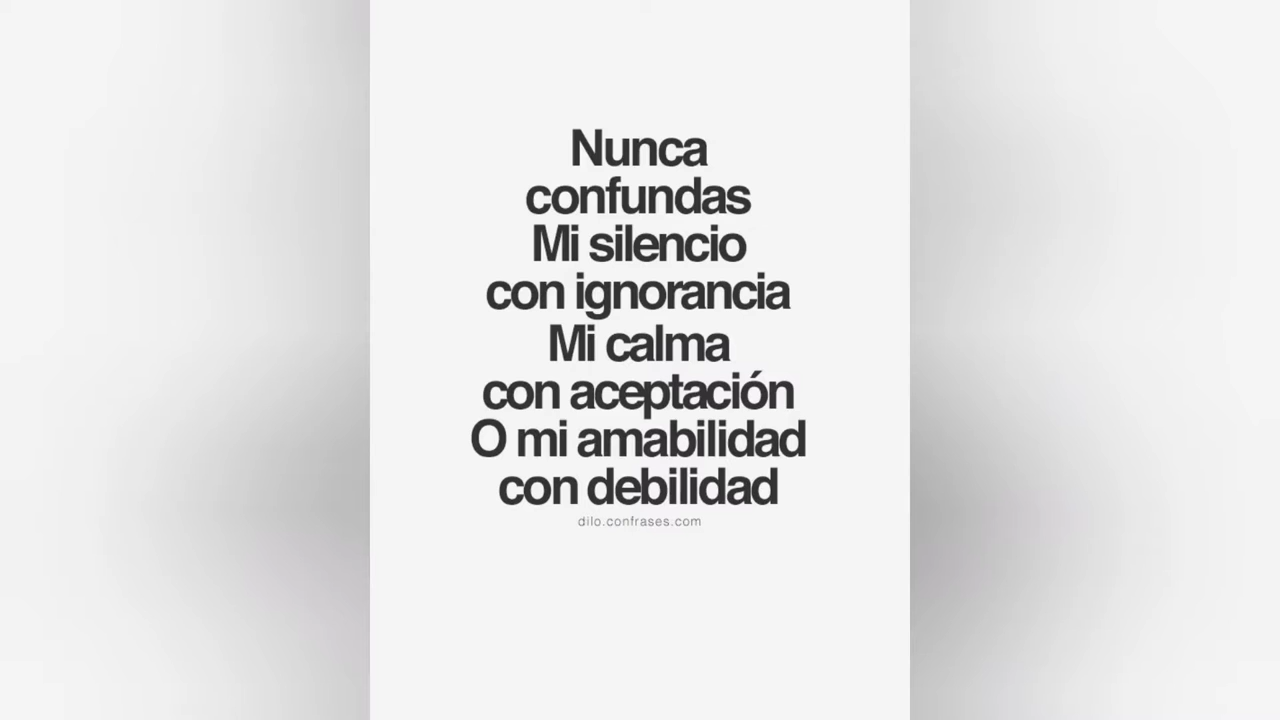 Nunca
confundas
Mi silencio
con ignorancia
Mi calma
con aceptación
O mi amabilidad
con debilidad
dilo.confrases.com